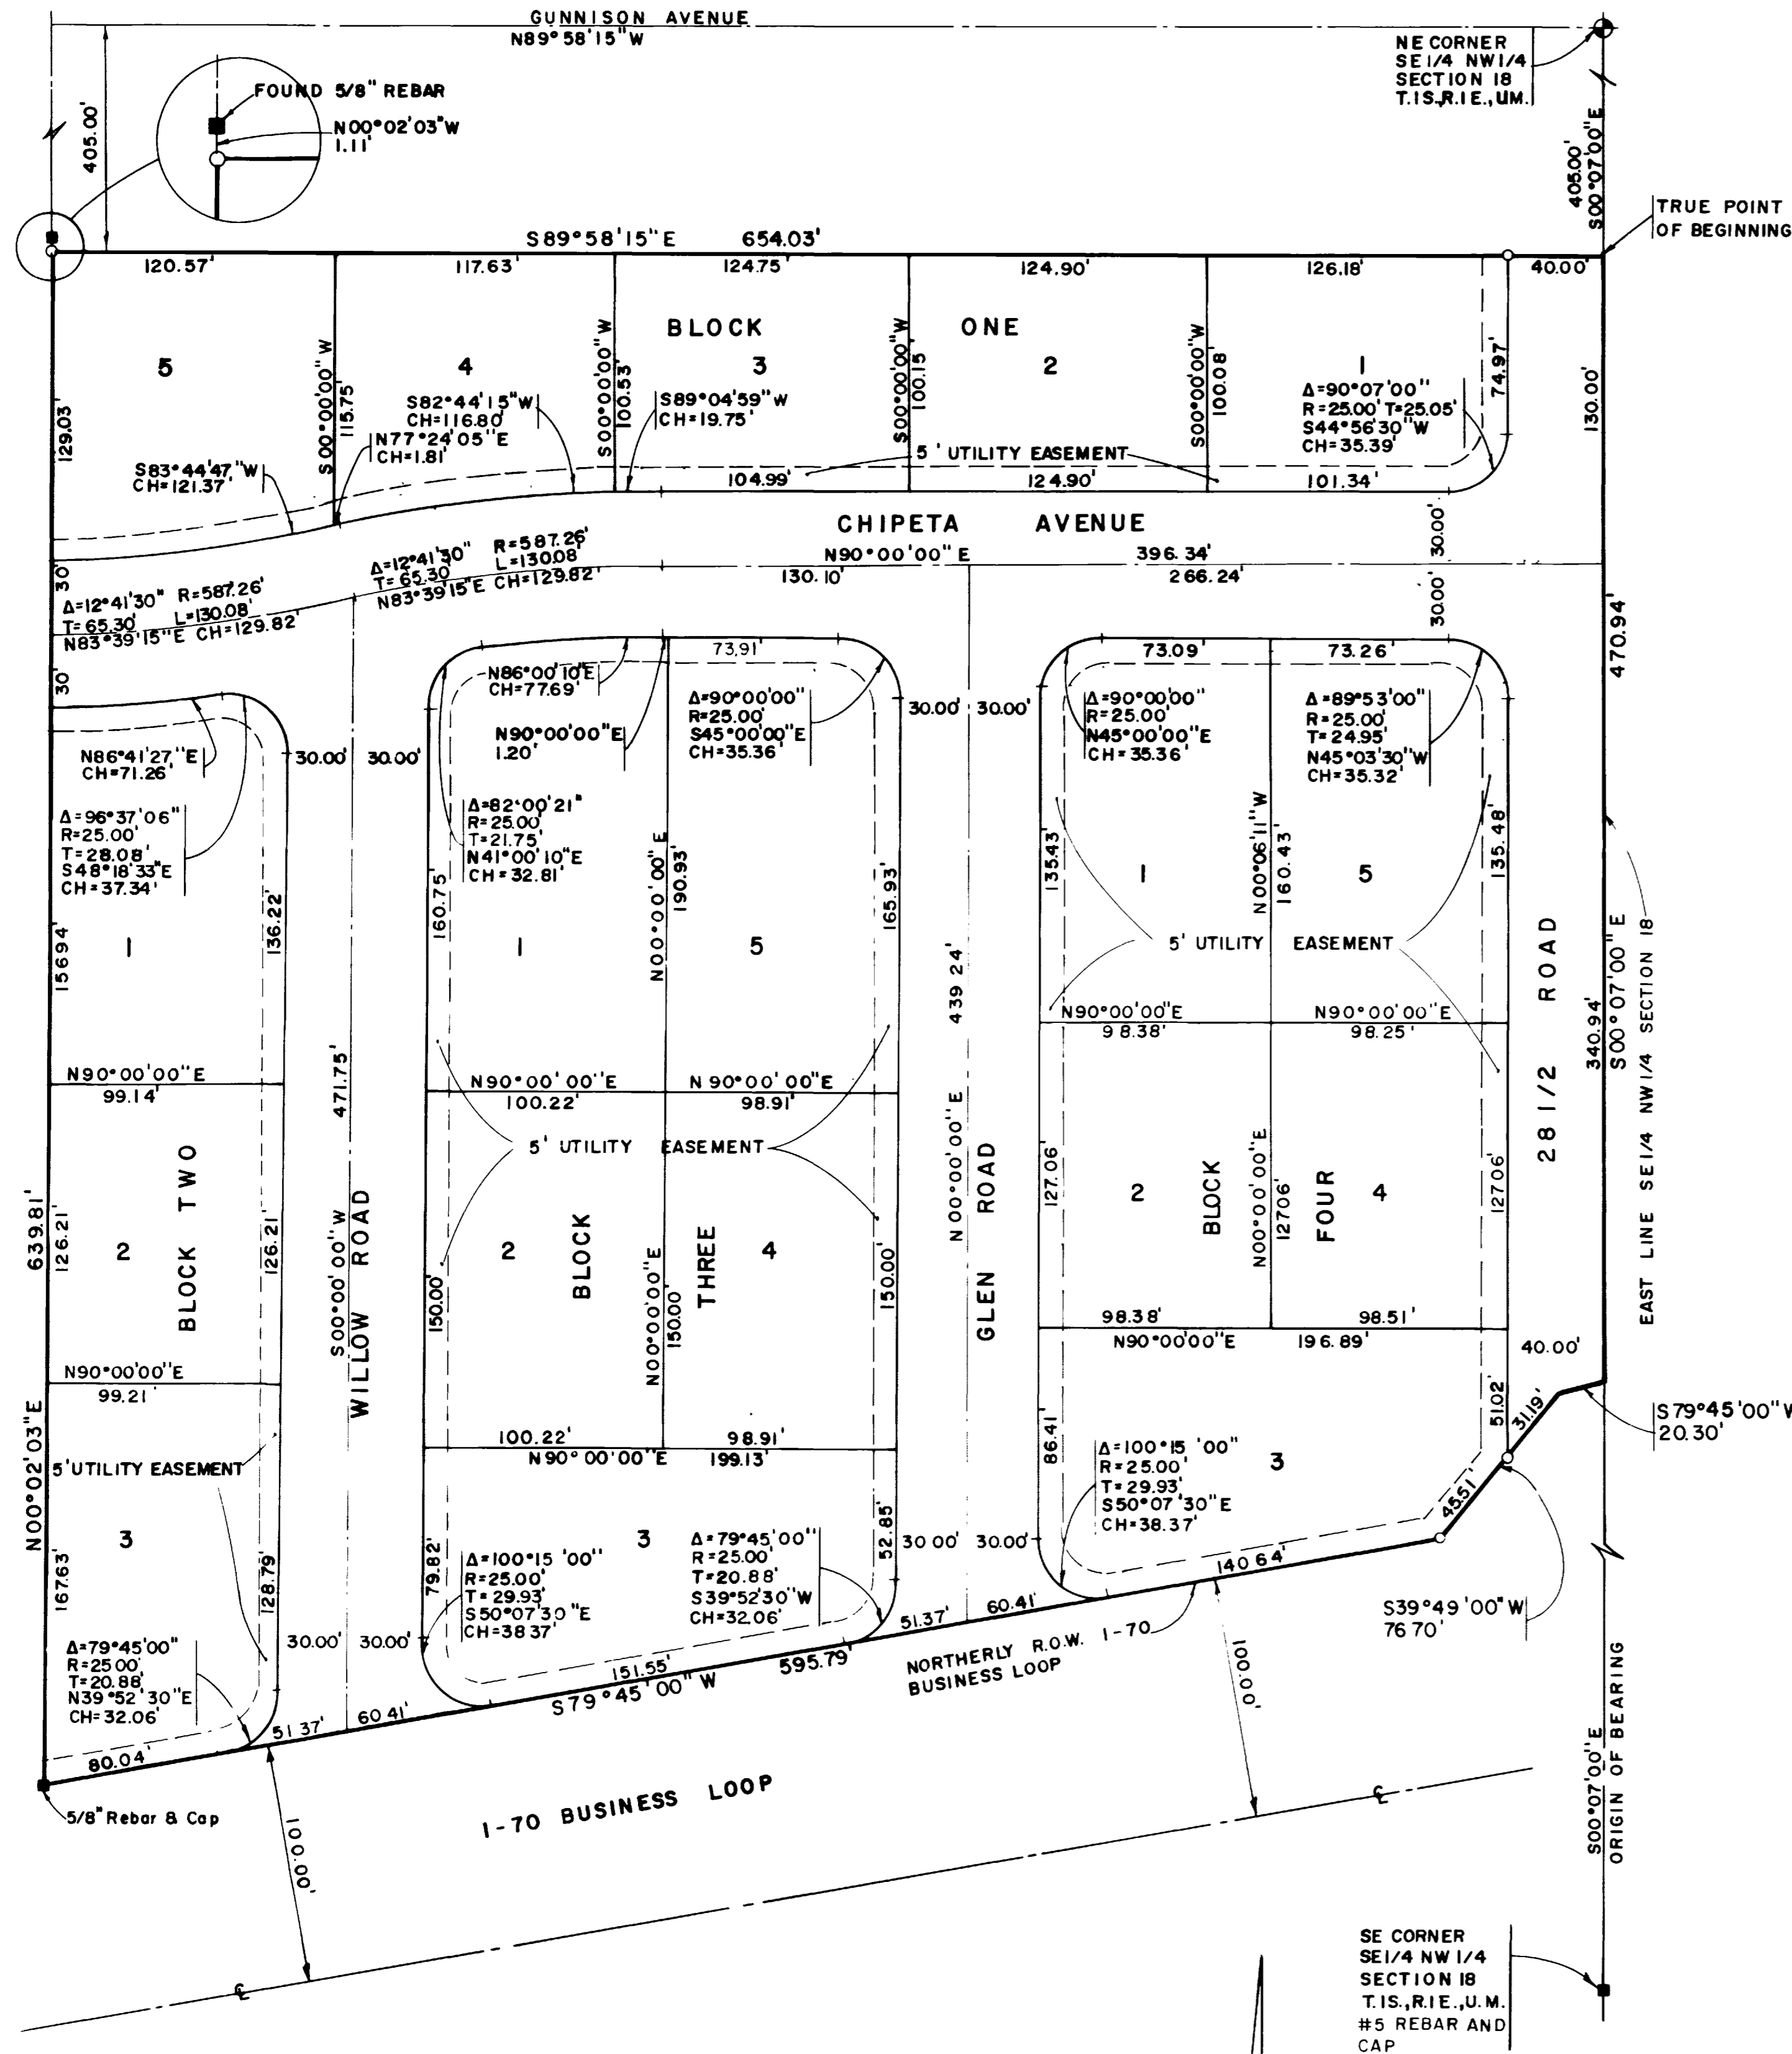 GUNNISON AVENUE
N89°58'15"W
NE CORNER
SE1/4 NW1/4
SECTION 18
T.1S.,R.1E., UM.
FOUND 5/8" REBAR
N00°02'03"W
1.11'
405.00'
405.00'
S00°07'00"E
TRUE POINT
OF BEGINNING
S89°58'15"E 654.03'
120.57'
117.63'
124.75'
124.90'
126.18'
40.00'
BLOCK ONE
5
4
3
2
1
129.03'
S00°00'00"W
115.75'
S00°00'00"W
100.53'
S00°00'00"W
100.15'
S00°00'00"W
100.08'
74.97'
130.00'
S82°44'15"W
CH=116.80'
N77°24'05"E
CH=1.81'
S83°44'47"W
CH=121.37'
S89°04'59"W
CH=19.75'
Δ=90°07'00"
R=25.00' T=25.05'
S44°56'30"W
CH=35.39'
5' UTILITY EASEMENT
104.99'
124.90'
101.34'
CHIPETA AVENUE
N90°00'00"E 396.34'
130.10'
266.24'
30.00'
30.00'
30'
30'
Δ=12°41'30" R=587.26'
T=65.30' L=130.08'
N83°39'15"E CH=129.82'
Δ=12°41'30" R=587.26'
T=65.30' L=130.08'
N83°39'15"E CH=129.82'
470.94'
N86°41'27"E
CH=71.26'
Δ=96°37'06"
R=25.00'
T=28.08'
S48°18'33"E
CH=37.34'
156.94'
1
136.22'
30.00' 30.00'
N90°00'00"E
99.14'
2
BLOCK TWO
639.81'
126.21'
126.21'
N90°00'00"E
99.21'
N00°02'03"E
5' UTILITY EASEMENT
3
167.63'
128.79'
Δ=79°45'00"
R=25.00'
T=20.88'
N39°52'30"E
CH=32.06'
80.04'
5/8" Rebar & Cap
471.75'
S00°00'00"W
WILLOW ROAD
30.00' 30.00'
51.37'
60.41'
73.91'
N86°00'10"E
CH=77.69'
N90°00'00"E
1.20'
Δ=90°00'00"
R=25.00'
S45°00'00"E
CH=35.36'
Δ=82°00'21"
R=25.00'
T=21.75'
N41°00'10"E
CH=32.81'
160.75'
1
N00°00'00"E
190.93'
5
165.93'
N90°00'00"E
100.22'
N90°00'00"E
98.91'
5' UTILITY EASEMENT
2
BLOCK THREE
4
150.00'
N00°00'00"E
150.00'
150.00'
100.22'
98.91'
N90°00'00"E 199.13'
3
79.82'
52.85'
Δ=100°15'00"
R=25.00'
T=29.93'
S50°07'30"E
CH=38.37'
Δ=79°45'00"
R=25.00'
T=20.88'
S39°52'30"W
CH=32.06'
151.55'
595.79'
S79°45'00"W
30.00' 30.00'
439.24'
N00°00'00"E
GLEN ROAD
30.00' 30.00'
51.37'
60.41'
73.09'
73.26'
Δ=90°00'00"
R=25.00'
N45°00'00"E
CH=35.36'
Δ=89°53'00"
R=25.00'
T=24.95'
N45°03'30"W
CH=35.32'
135.43'
1
N00°06'11"W
160.43'
5
135.48'
5' UTILITY EASEMENT
N90°00'00"E
98.38'
N90°00'00"E
98.25'
127.06'
2
BLOCK FOUR
N00°00'00"E
127.06'
4
127.06'
98.38'
98.51'
N90°00'00"E 196.89'
86.41'
3
51.02'
Δ=100°15'00"
R=25.00'
T=29.93'
S50°07'30"E
CH=38.37'
140.64'
45.51'
31.19'
40.00'
S79°45'00"W
20.30'
S39°49'00"W
76.70'
28 1/2 ROAD
340.94'
S00°07'00"E
EAST LINE SE1/4 NW1/4 SECTION 18
NORTHERLY R.O.W. I-70
BUSINESS LOOP
100.00'
100.00'
I-70 BUSINESS LOOP
℄
℄
S00°07'00"E
ORIGIN OF BEARING
SE CORNER
SE1/4 NW 1/4
SECTION 18
T.1S.,R.1E.,U.M.
#5 REBAR AND
CAP